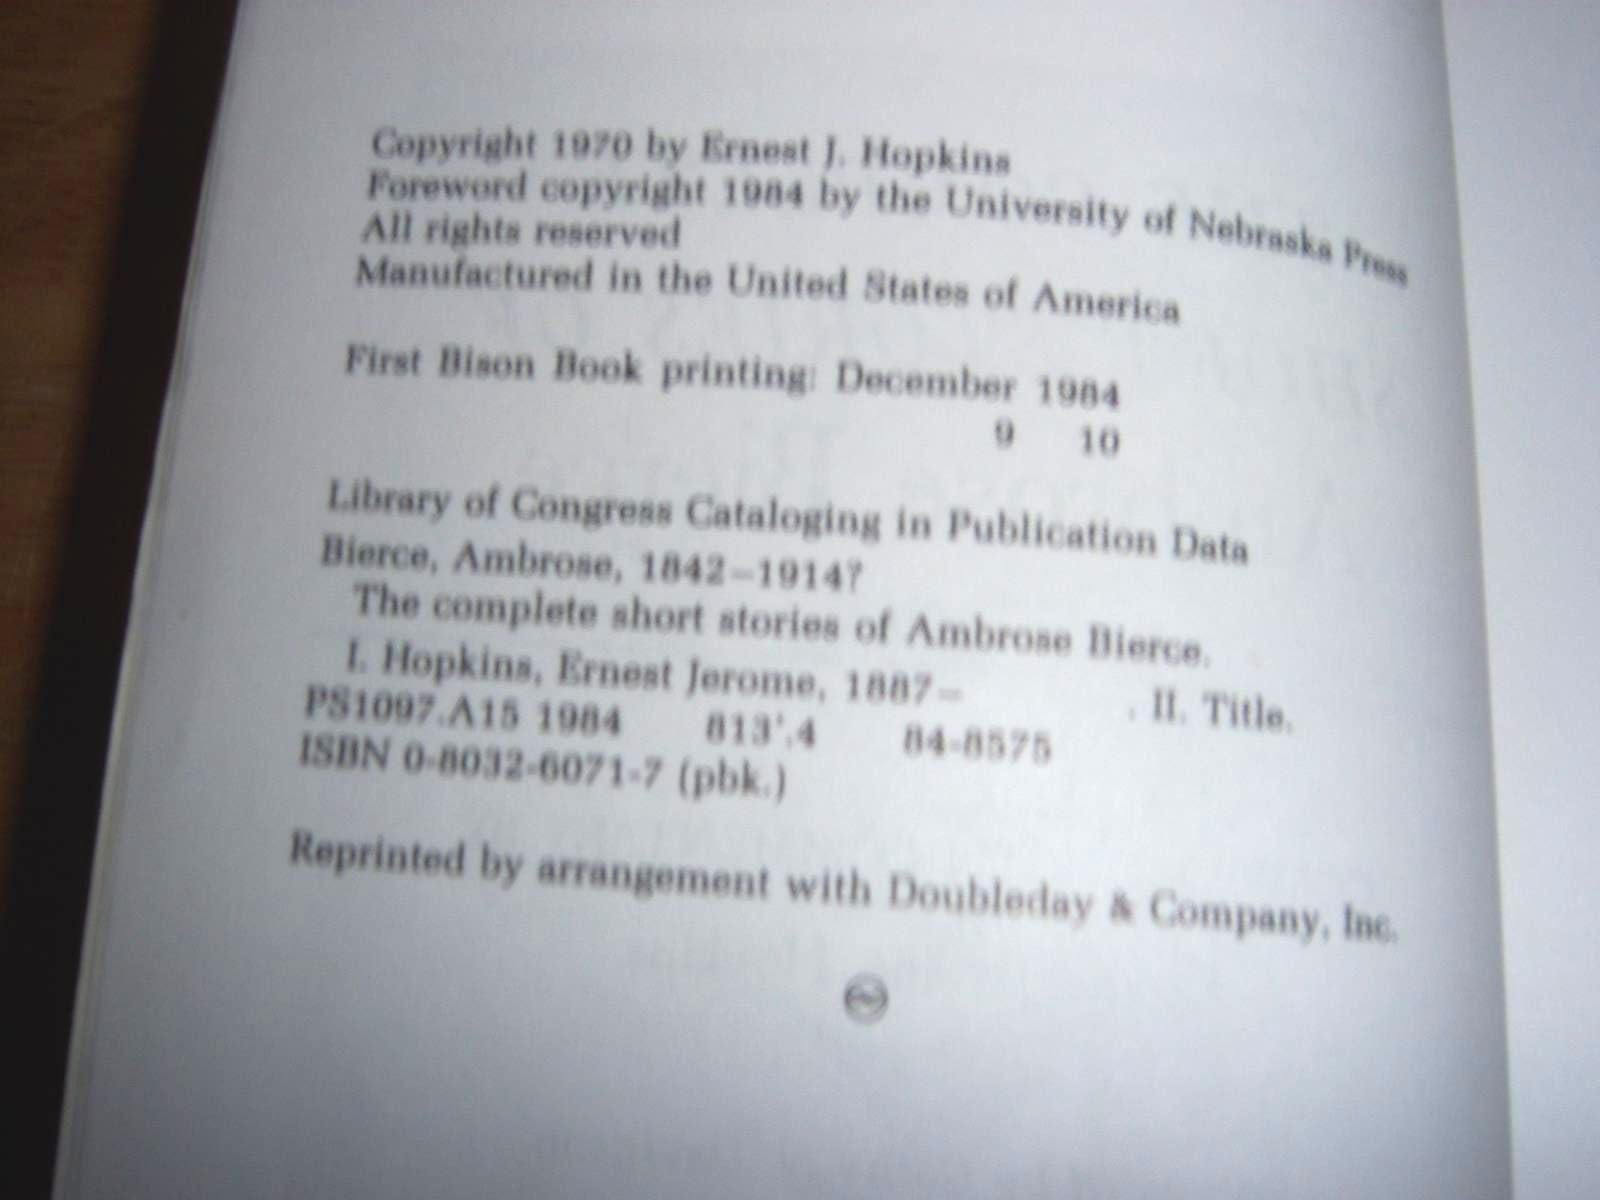 Copyright 1970 by Ernest J. Hopkins
Foreword copyright 1984 by the University of Nebraska Press
All rights reserved
Manufactured in the United States of America
First Bison Book printing: December 1984
9 10
Library of Congress Cataloging in Publication Data
Bierce, Ambrose, 1842–1914?
The complete short stories of Ambrose Bierce.
I. Hopkins, Ernest Jerome, 1887– . II. Title.
PS1097.A15 1984 813'.4 84-8575
ISBN 0-8032-6071-7 (pbk.)
Reprinted by arrangement with Doubleday & Company, Inc.